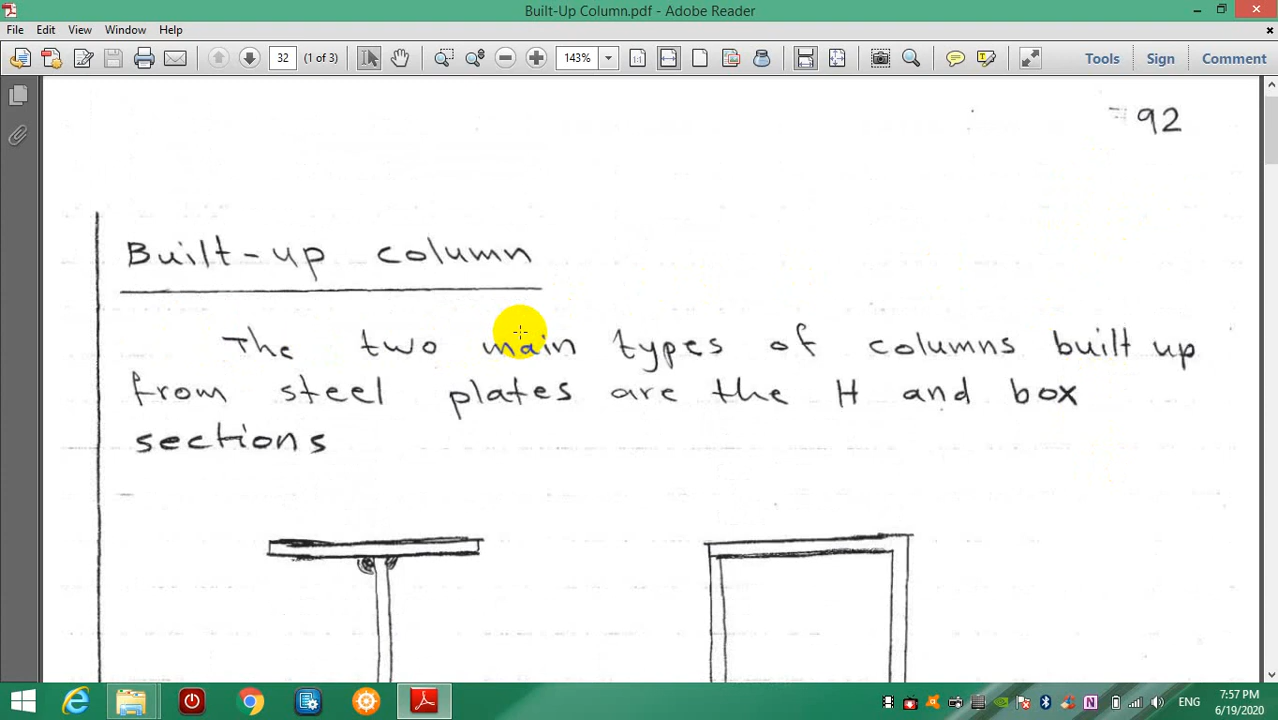 Built-Up Column.pdf - Adobe Reader
File Edit View Window Help
32 (1 of 3) 143% Tools Sign Comment
92
Built-up column
The two main types of columns built up
from steel plates are the H and box
sections
ENG 7:57 PM
6/19/2020